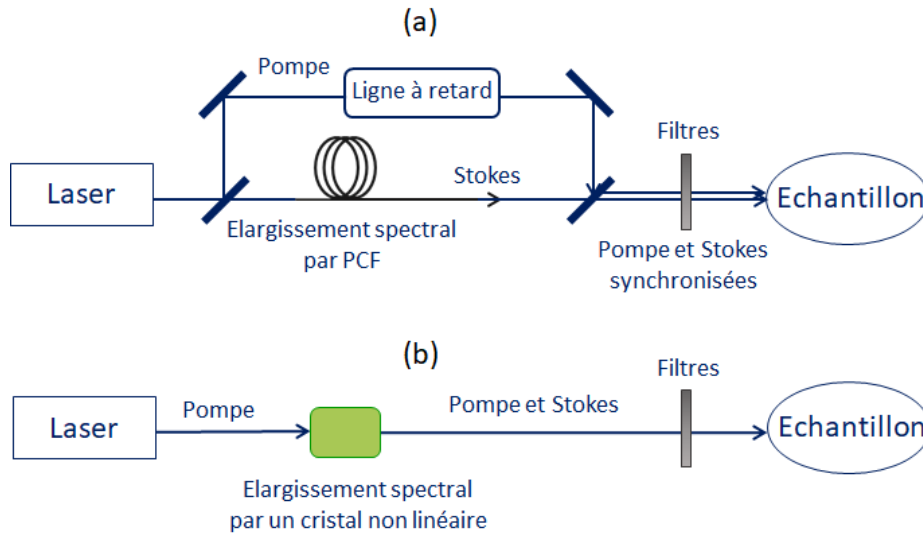 (a)
Pompe
Ligne à retard
Filtres
Laser
Stokes
Echantillon
Elargissement spectral
par PCF
Pompe et Stokes
synchronisées
(b)
Filtres
Laser
Pompe
Pompe et Stokes
Echantillon
Elargissement spectral
par un cristal non linéaire